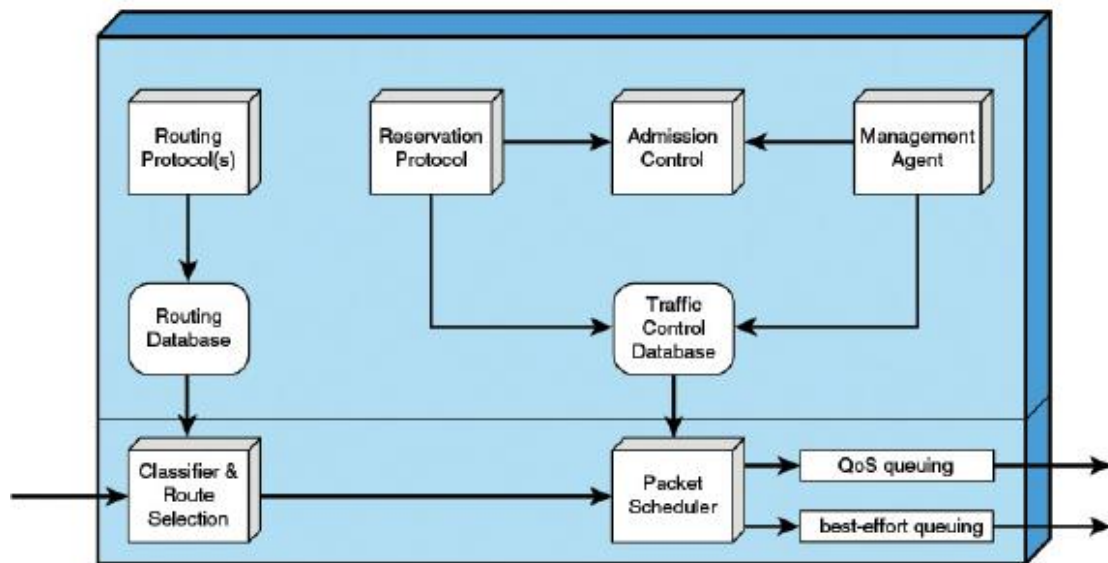 Routing
Protocol(s)
Reservation
Protocol
Admission
Control
Management
Agent
Routing
Database
Traffic
Control
Database
Classifier &
Route
Selection
Packet
Scheduler
QoS queuing
best-effort queuing